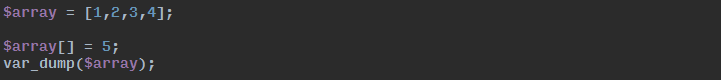 $array = [1,2,3,4];
$array[] = 5;
var_dump($array);